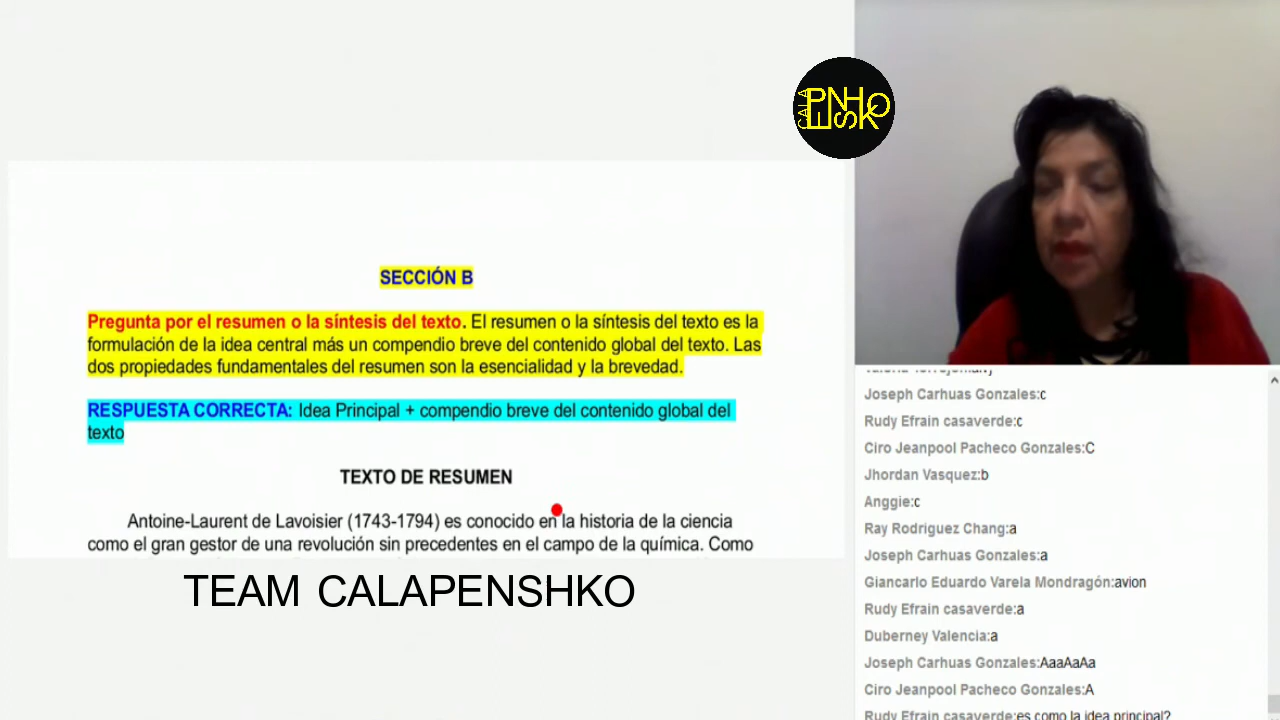 CALA
PENHO
ESK
SECCIÓN B
Pregunta por el resumen o la síntesis del texto. El resumen o la síntesis del texto es la
formulación de la idea central más un compendio breve del contenido global del texto. Las
dos propiedades fundamentales del resumen son la esencialidad y la brevedad.
RESPUESTA CORRECTA: Idea Principal + compendio breve del contenido global del
texto
TEXTO DE RESUMEN
Antoine-Laurent de Lavoisier (1743-1794) es conocido en la historia de la ciencia
como el gran gestor de una revolución sin precedentes en el campo de la química. Como
TEAM CALAPENSHKO
Joseph Carhuas Gonzales:c
Rudy Efrain casaverde:c
Ciro Jeanpool Pacheco Gonzales:C
Jhordan Vasquez:b
Anggie:c
Ray Rodriguez Chang:a
Joseph Carhuas Gonzales:a
Giancarlo Eduardo Varela Mondragón:avion
Rudy Efrain casaverde:a
Duberney Valencia:a
Joseph Carhuas Gonzales:AaaAaAa
Ciro Jeanpool Pacheco Gonzales:A
Rudy Efrain casaverde:es como la idea principal?